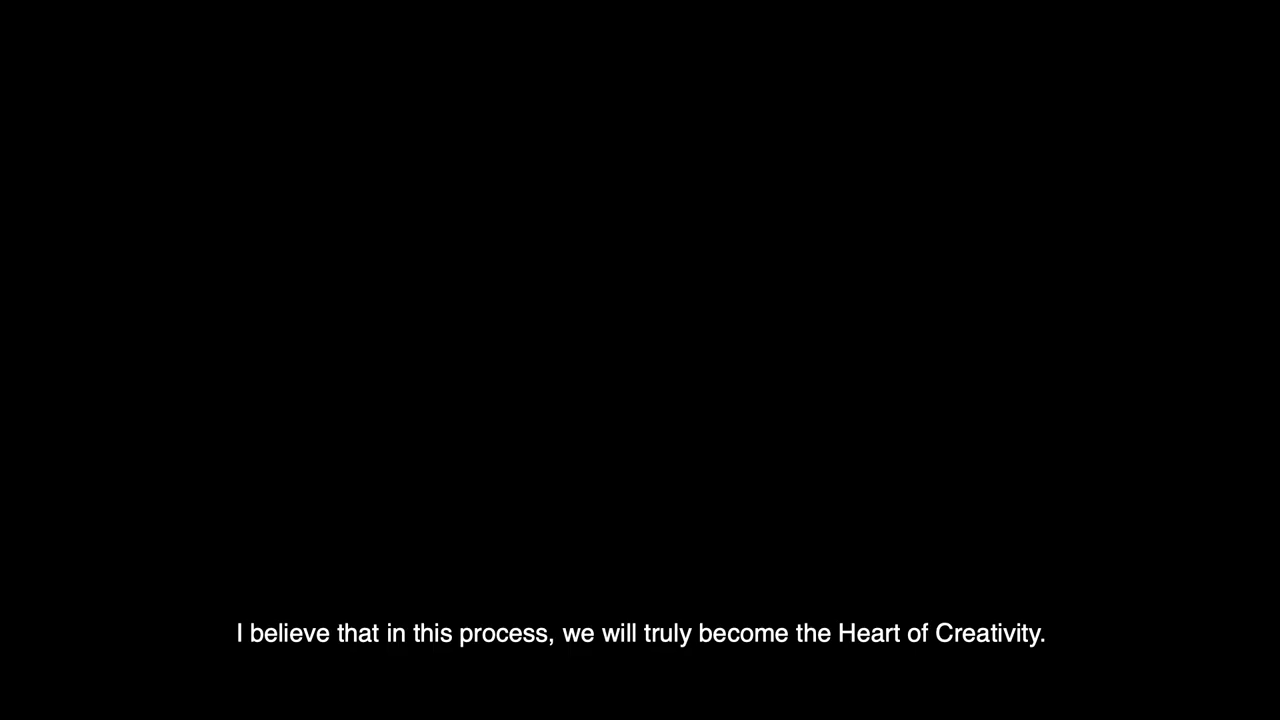 I believe that in this process, we will truly become the Heart of Creativity.